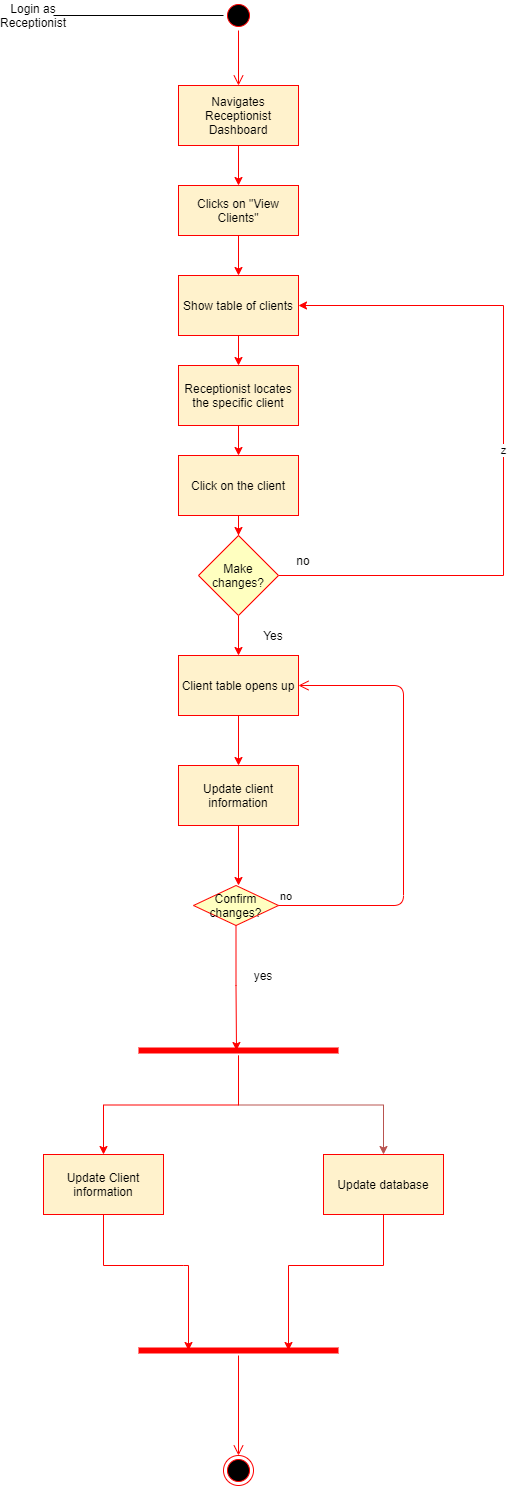 Login as
Receptionist
Navigates
Receptionist
Dashboard
Clicks on "View
Clients"
Show table of clients
Receptionist locates
the specific client
z
Click on the client
Make
changes?
no
Yes
Client table opens up
Update client
information
Confirm
changes?
no
yes
Update Client
information
Update database